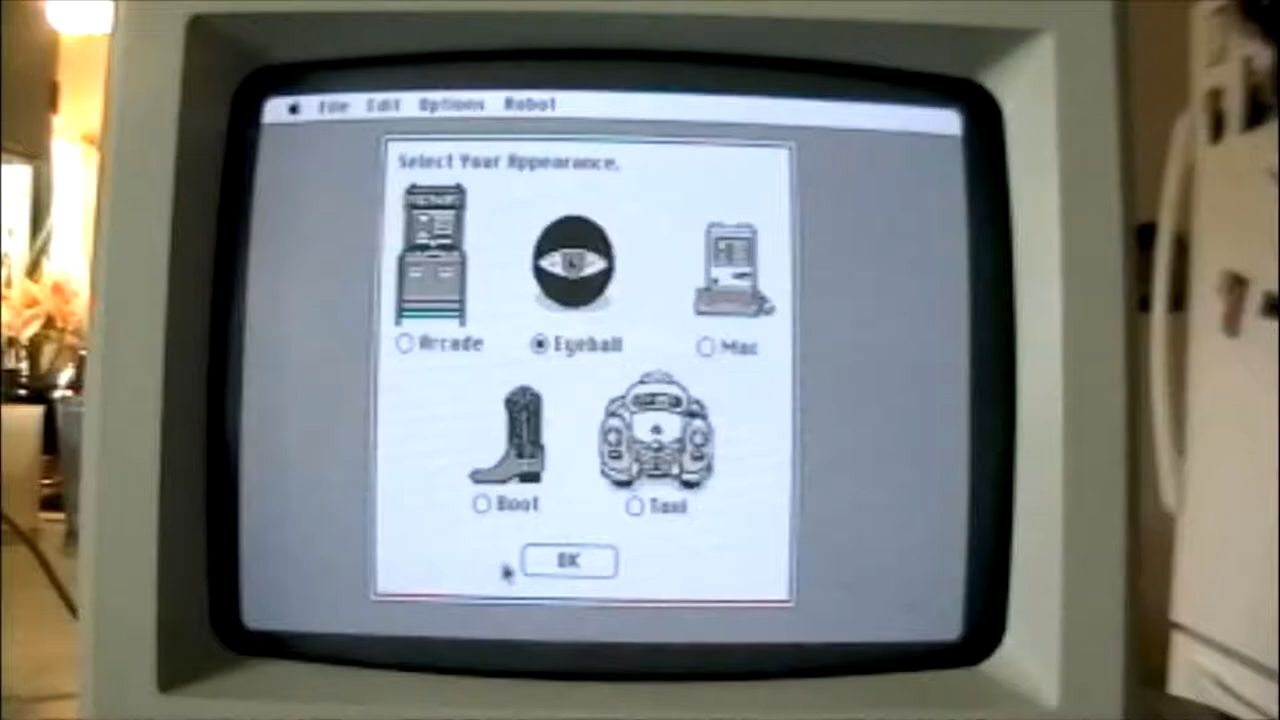 File Edit Options Robot
Select Your Appearance.
Arcade Eyeball Mac
Boot Taxi
OK